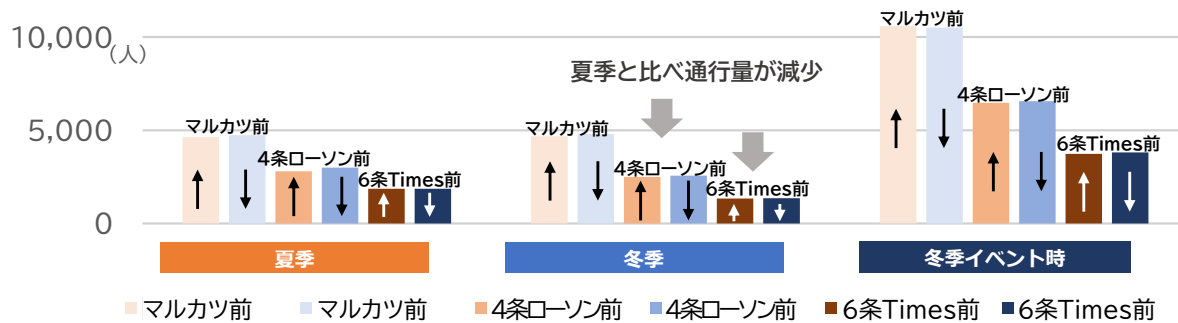 10,000
(人)
5,000
0
マルカツ前
4条ローソン前
6条Times前
夏季と比べ通行量が減少
マルカツ前
4条ローソン前
6条Times前
マルカツ前
4条ローソン前
6条Times前
夏季
冬季
冬季イベント時
マルカツ前 マルカツ前 4条ローソン前 4条ローソン前 6条Times前 6条Times前